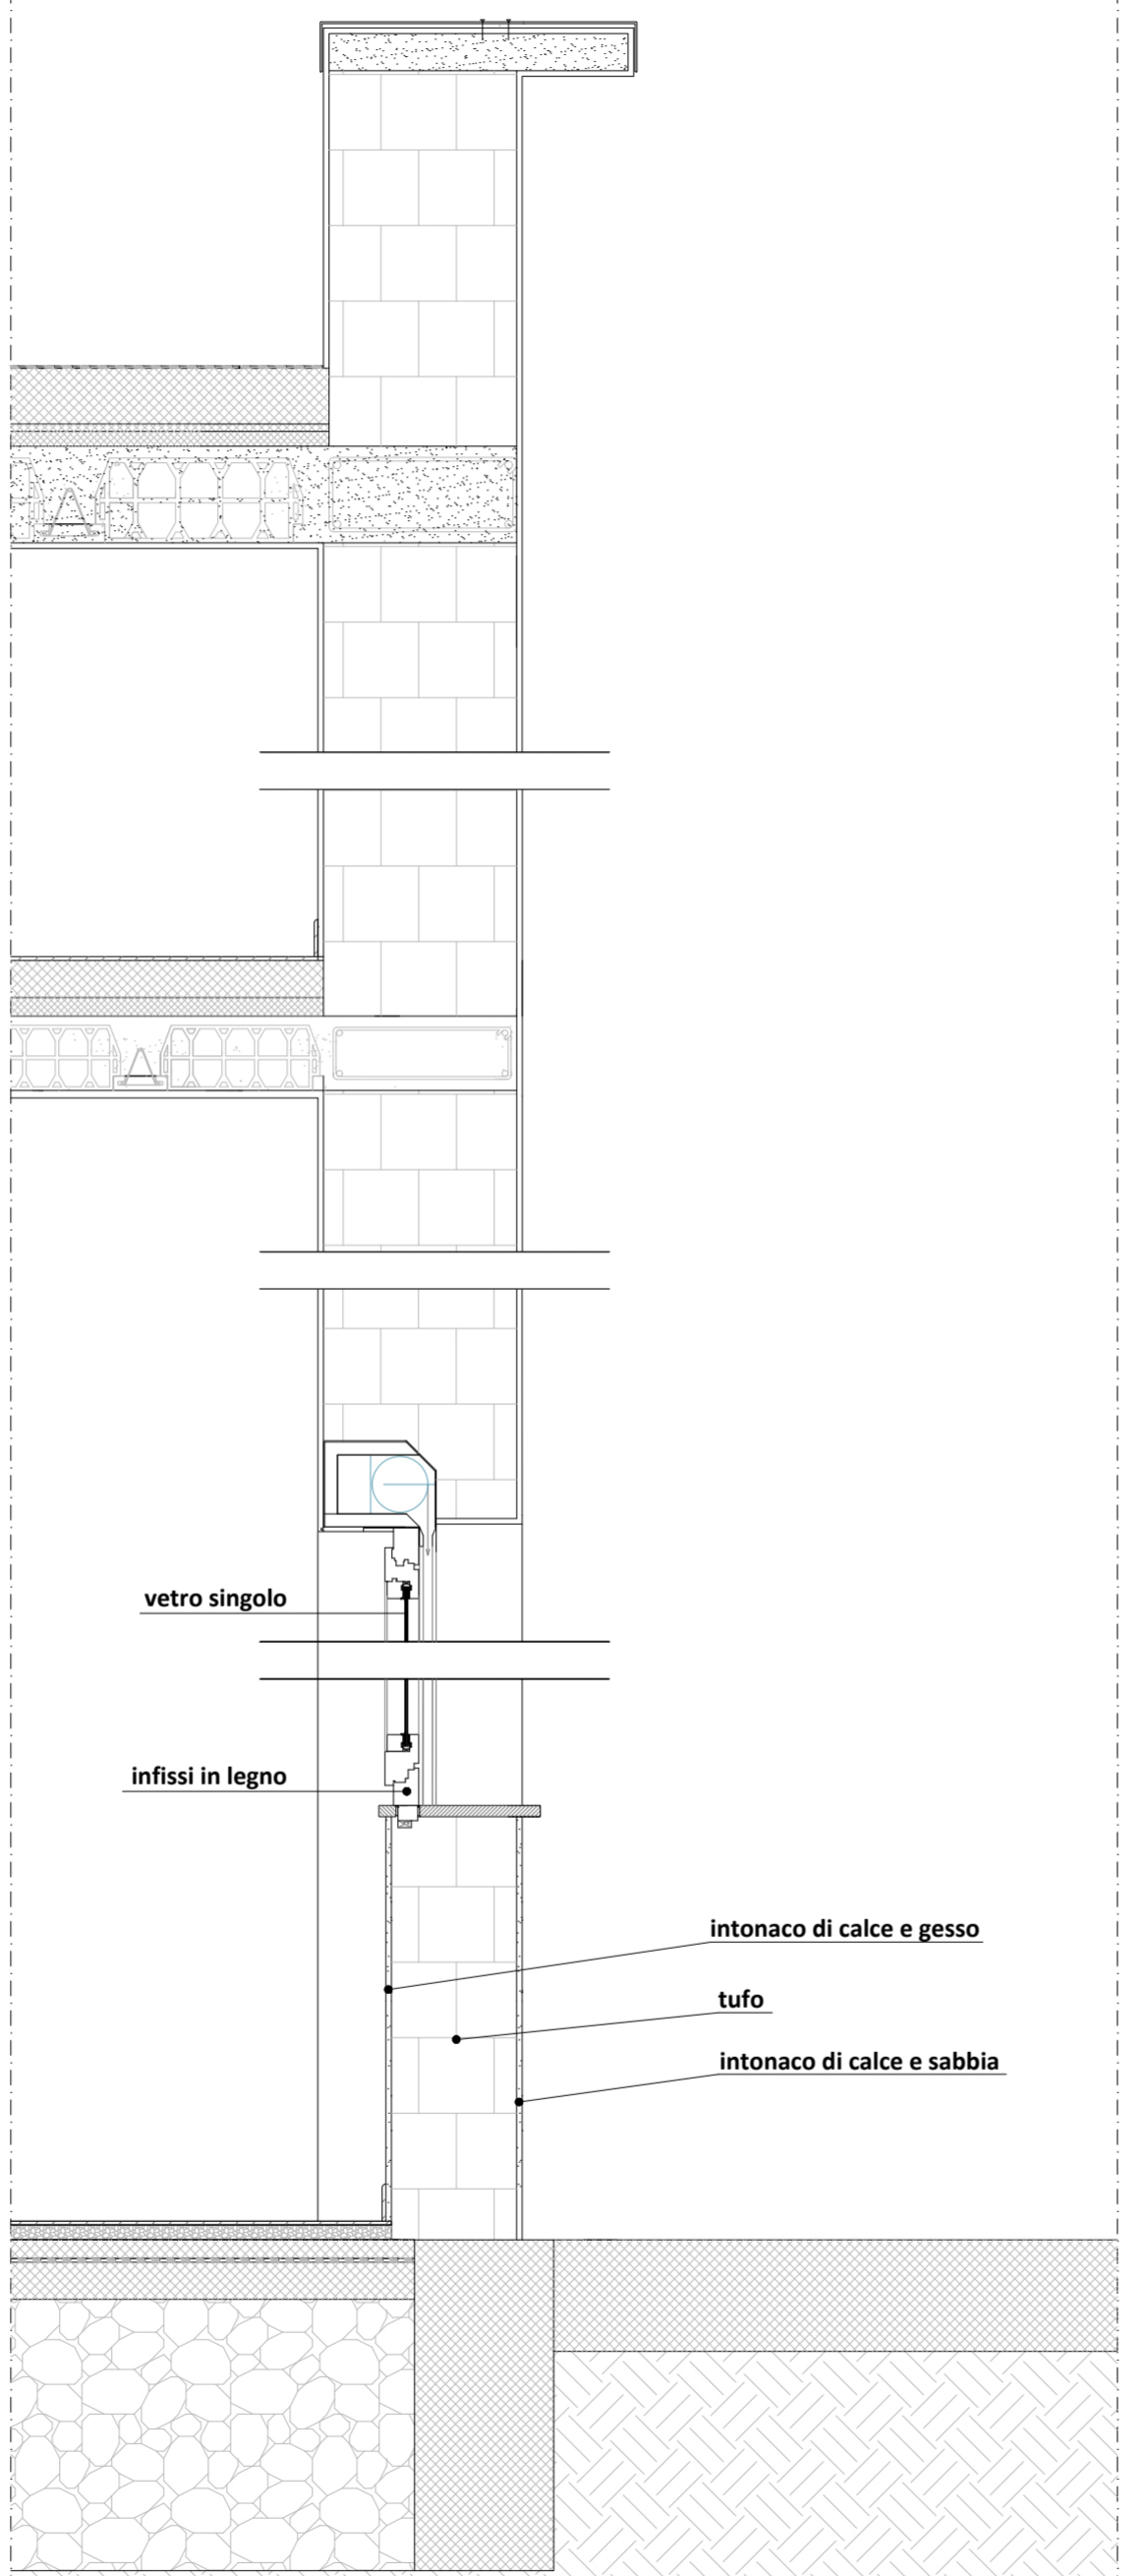 vetro singolo
infissi in legno
intonaco di calce e gesso
tufo
intonaco di calce e sabbia